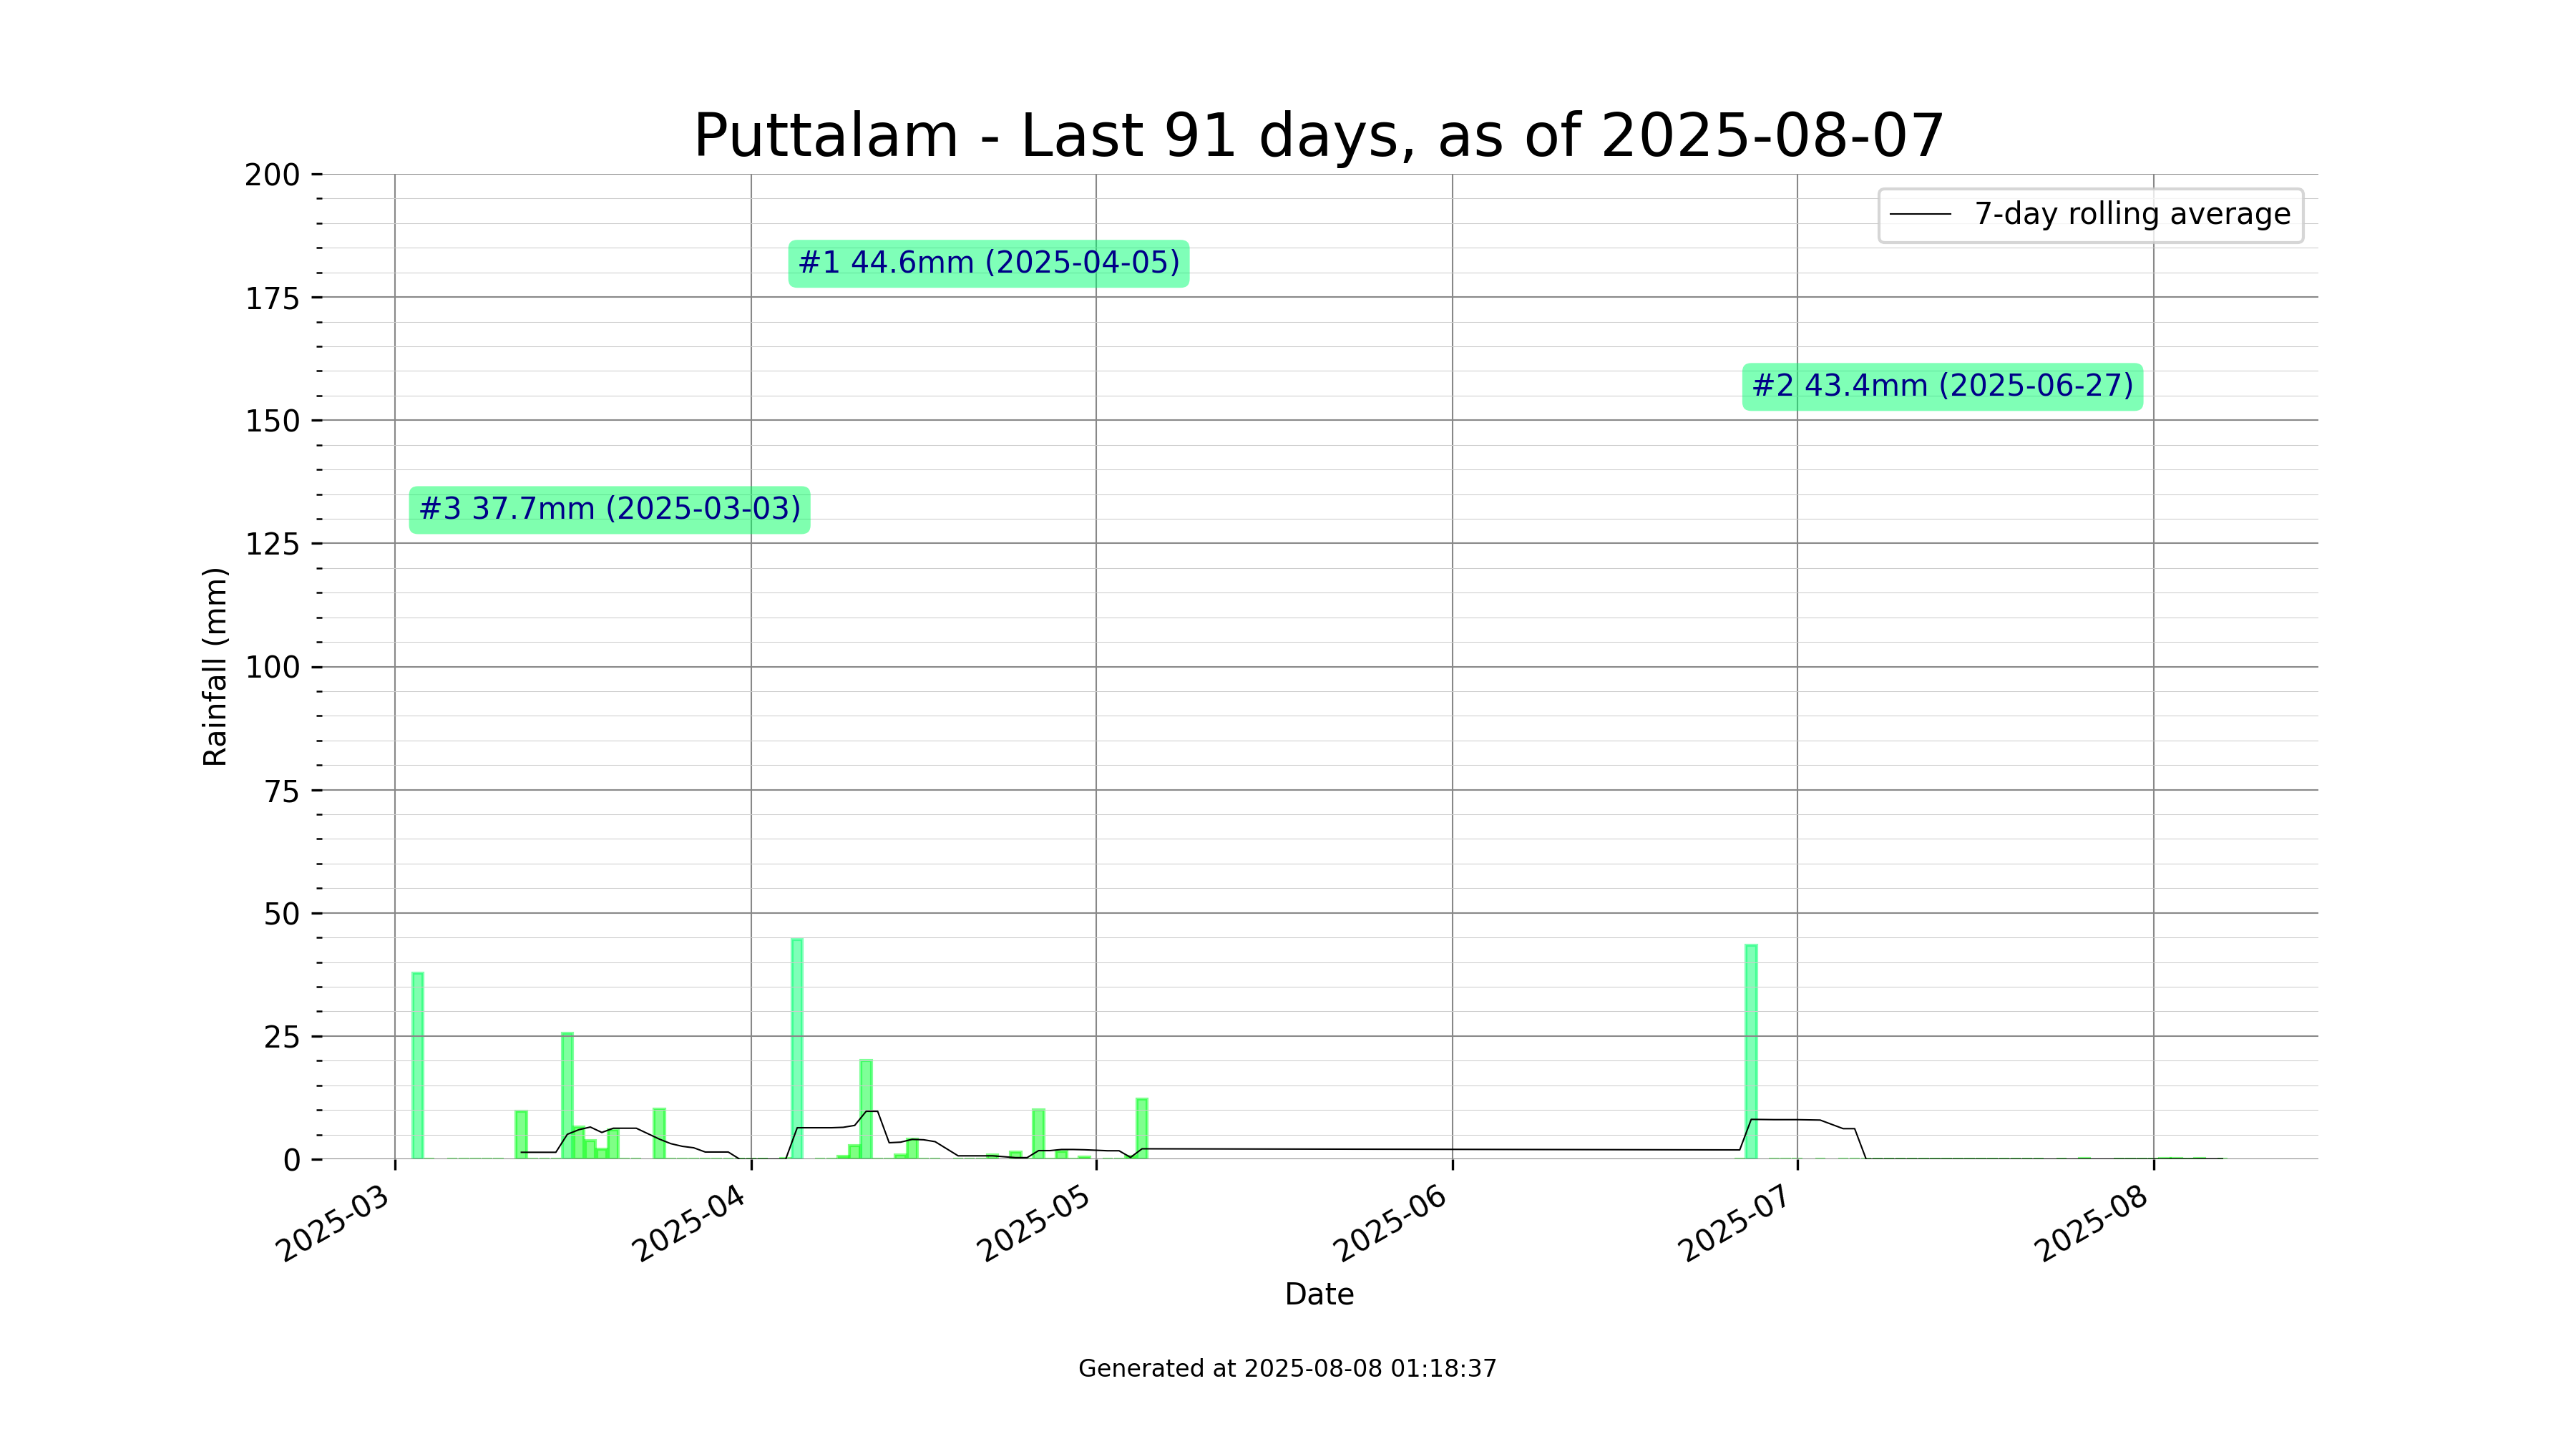 Puttalam - Last 91 days, as of 2025-08-07
200
175
150
125
100
75
50
25
0
Rainfall (mm)
7-day rolling average
#1 44.6mm (2025-04-05)
#2 43.4mm (2025-06-27)
#3 37.7mm (2025-03-03)
2025-03
2025-04
2025-05
2025-06
2025-07
2025-08
Date
Generated at 2025-08-08 01:18:37